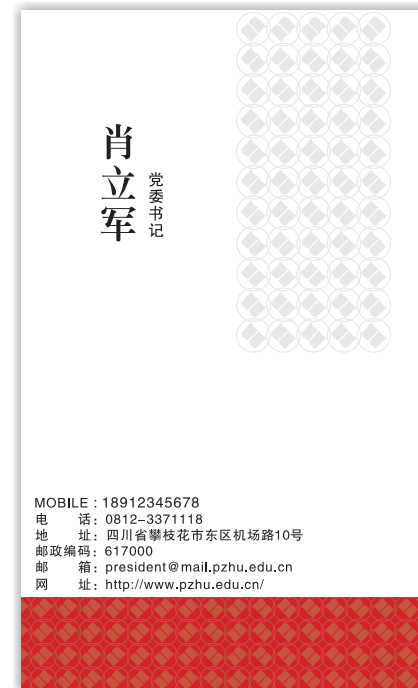 肖立军
党委书记
MOBILE：18912345678
电　　话：0812-3371118
地　　址：四川省攀枝花市东区机场路10号
邮政编码：617000
邮　　箱：president@mail.pzhu.edu.cn
网　　址：http://www.pzhu.edu.cn/